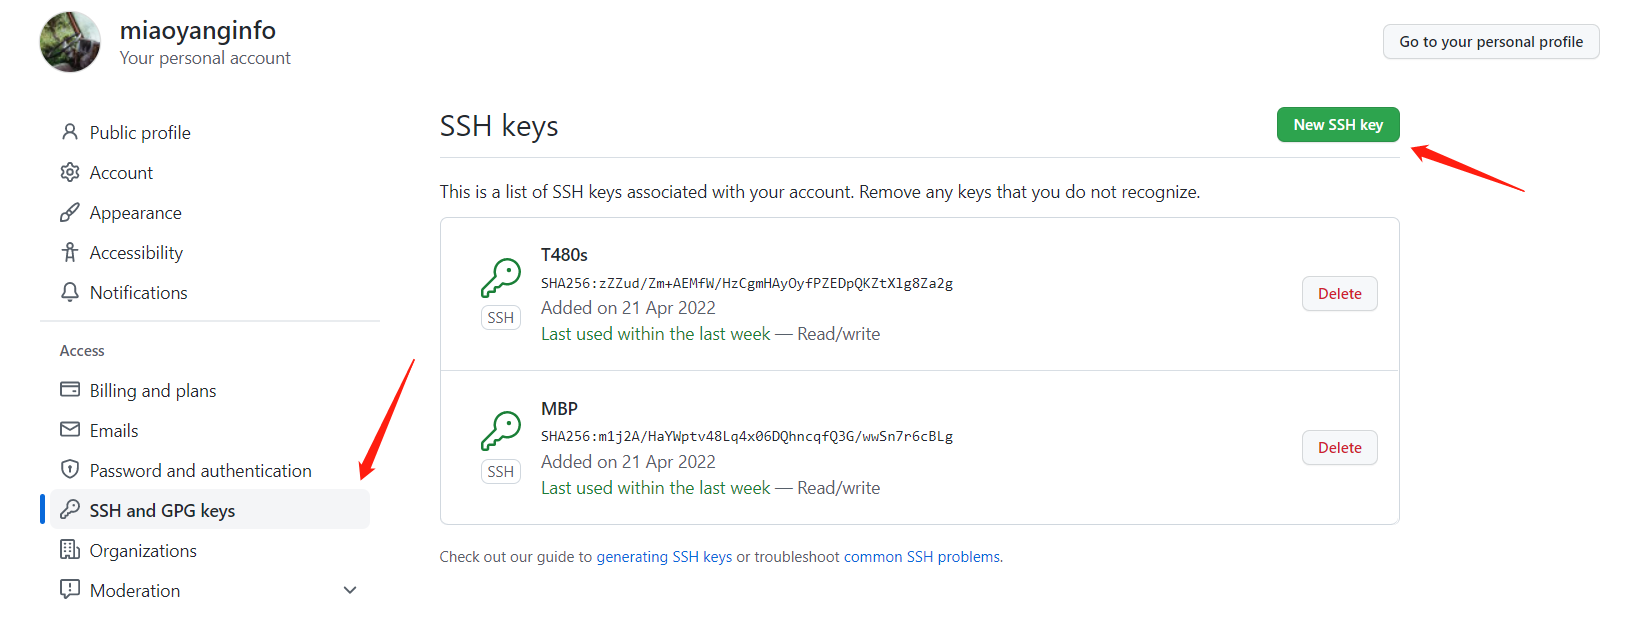 miaoyanginfo
Your personal account
Go to your personal profile
Public profile
Account
Appearance
Accessibility
Notifications
Access
Billing and plans
Emails
Password and authentication
SSH and GPG keys
Organizations
Moderation
SSH keys
New SSH key
This is a list of SSH keys associated with your account. Remove any keys that you do not recognize.
T480s
SHA256:zZZud/Zm+AEMfW/HzCgmHAyOyfPZEDpQKZtXlg8Za2g
Added on 21 Apr 2022
Last used within the last week — Read/write
SSH
Delete
MBP
SHA256:m1j2A/HaYWptv48Lq4x06DQhncqfQ3G/wwSn7r6cBLg
Added on 21 Apr 2022
Last used within the last week — Read/write
SSH
Delete
Check out our guide to generating SSH keys or troubleshoot common SSH problems.